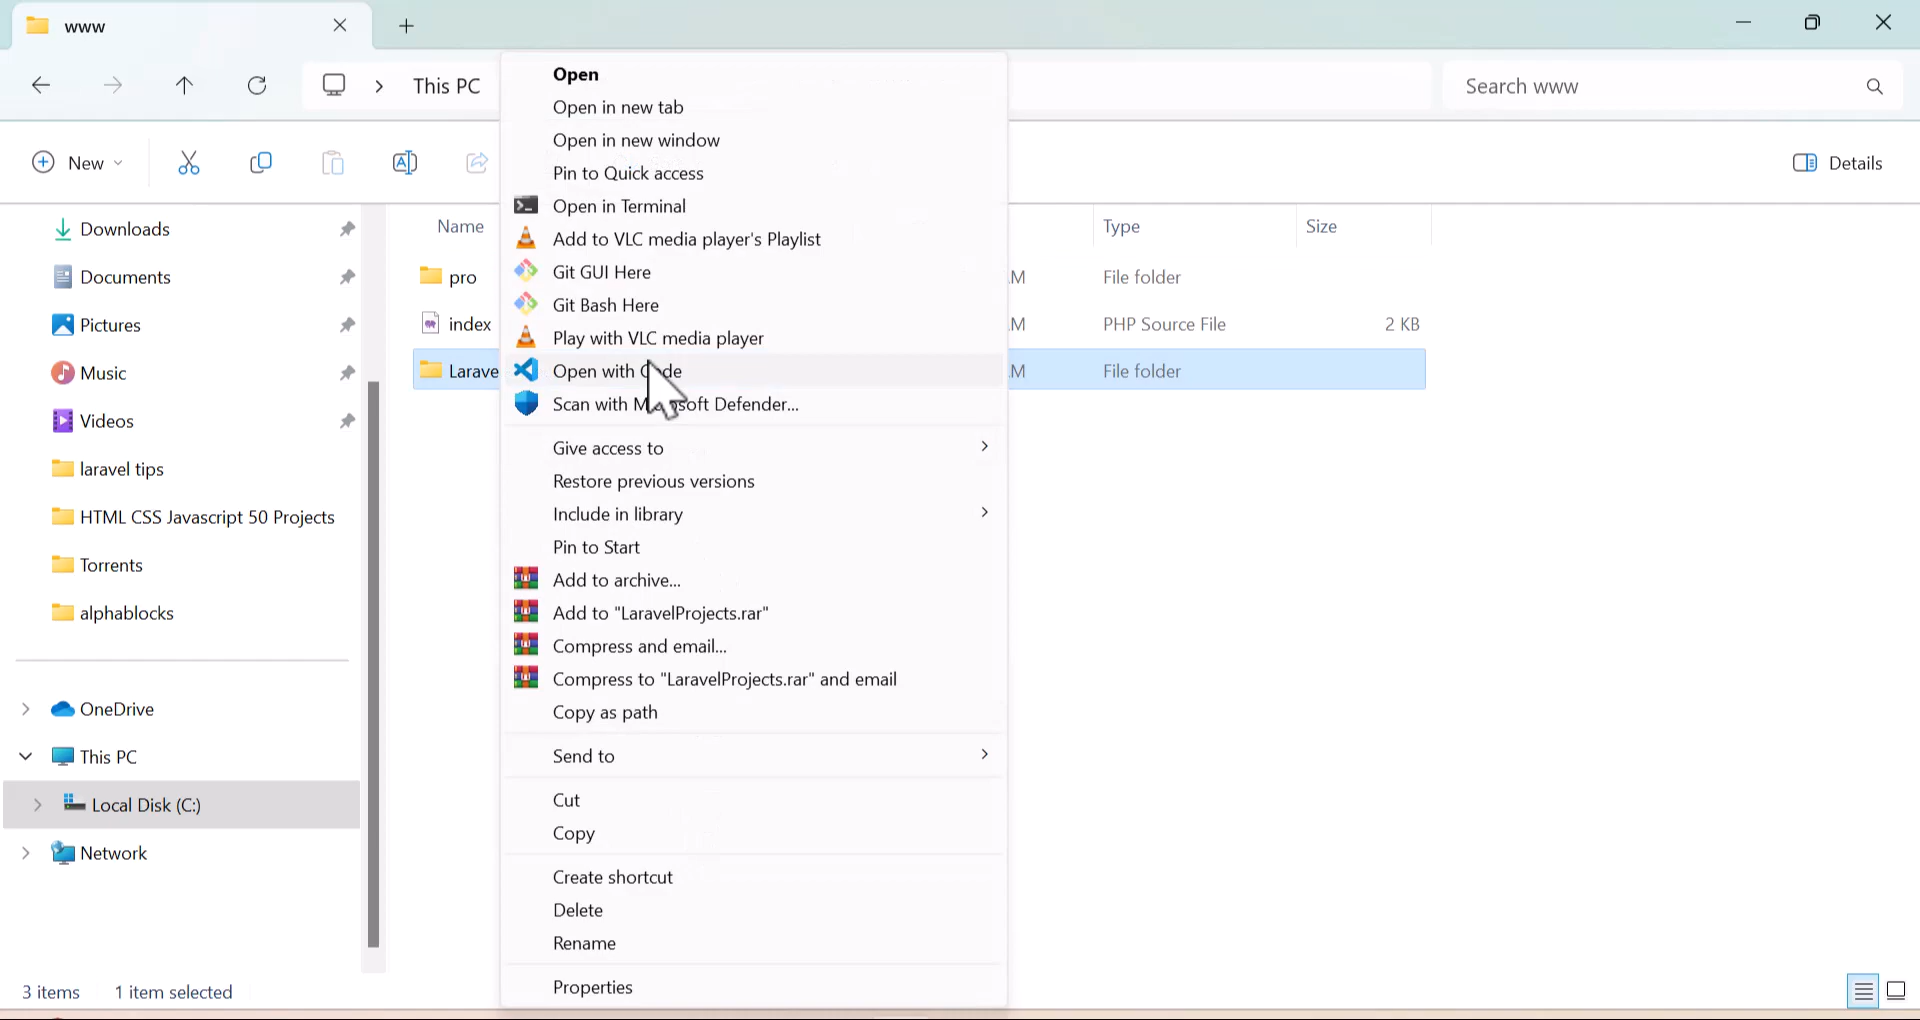 www
This PC
Search www
New
Details
Downloads
Documents
Pictures
Music
Videos
laravel tips
HTML CSS Javascript 50 Projects
Torrents
alphablocks
OneDrive
This PC
Local Disk (C:)
Network
Name
Type
Size
pro
M
File folder
index
M
PHP Source File
2 KB
Larave
M
File folder
Open
Open in new tab
Open in new window
Pin to Quick access
Open in Terminal
Add to VLC media player's Playlist
Git GUI Here
Git Bash Here
Play with VLC media player
Open with Code
Scan with Microsoft Defender...
Give access to
Restore previous versions
Include in library
Pin to Start
Add to archive...
Add to "LaravelProjects.rar"
Compress and email...
Compress to "LaravelProjects.rar" and email
Copy as path
Send to
Cut
Copy
Create shortcut
Delete
Rename
Properties
3 items
1 item selected